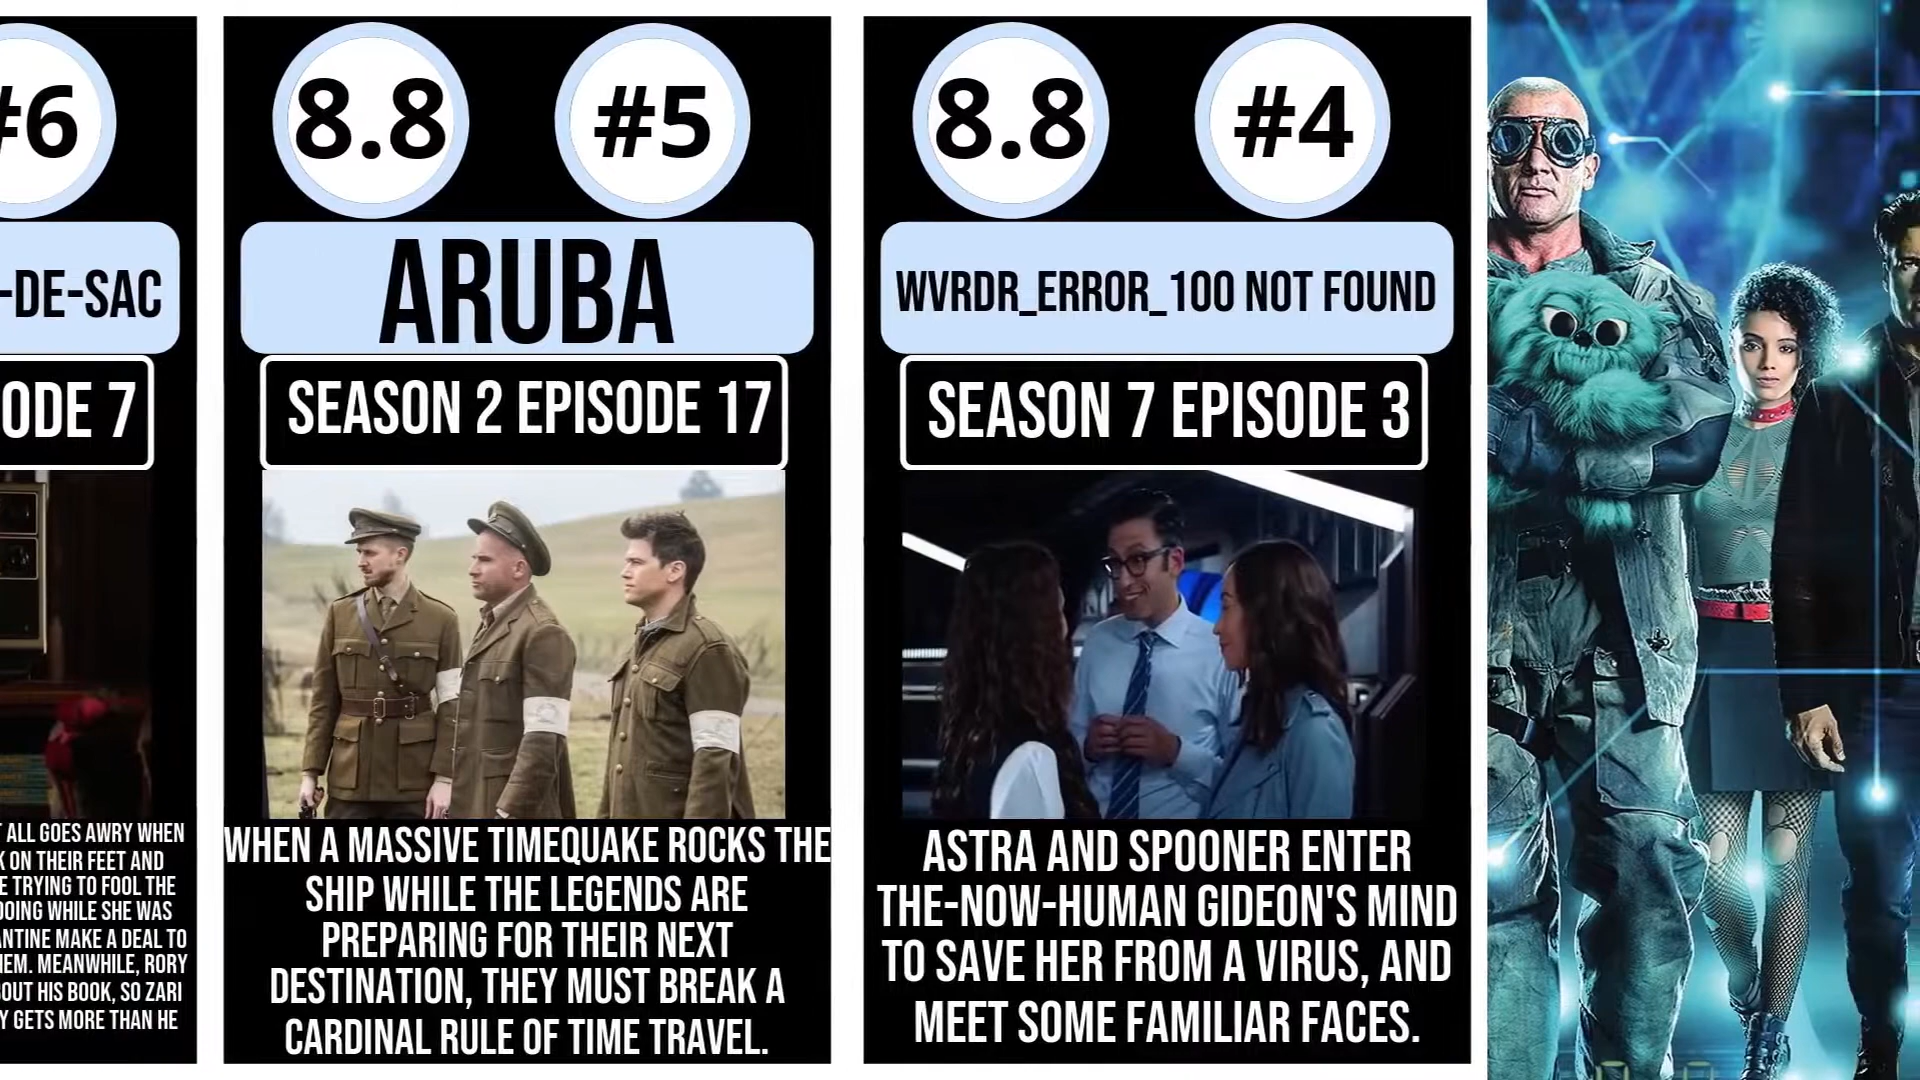 #6
-DE-SAC
ODE 7
ALL GOES AWRY WHEN
ON THEIR FEET AND
TRYING TO FOOL THE
DOING WHILE SHE WAS
MAKE A DEAL TO
MEANWHILE, RORY
HIS BOOK, SO ZARI
GETS MORE THAN HE
8.8
#5
ARUBA
SEASON 2 EPISODE 17
WHEN A MASSIVE TIMEQUAKE ROCKS THE
SHIP WHILE THE LEGENDS ARE
PREPARING FOR THEIR NEXT
DESTINATION, THEY MUST BREAK A
CARDINAL RULE OF TIME TRAVEL.
8.8
#4
WVRDR_ERROR_100 NOT FOUND
SEASON 7 EPISODE 3
ASTRA AND SPOONER ENTER
THE-NOW-HUMAN GIDEON'S MIND
TO SAVE HER FROM A VIRUS, AND
MEET SOME FAMILIAR FACES.